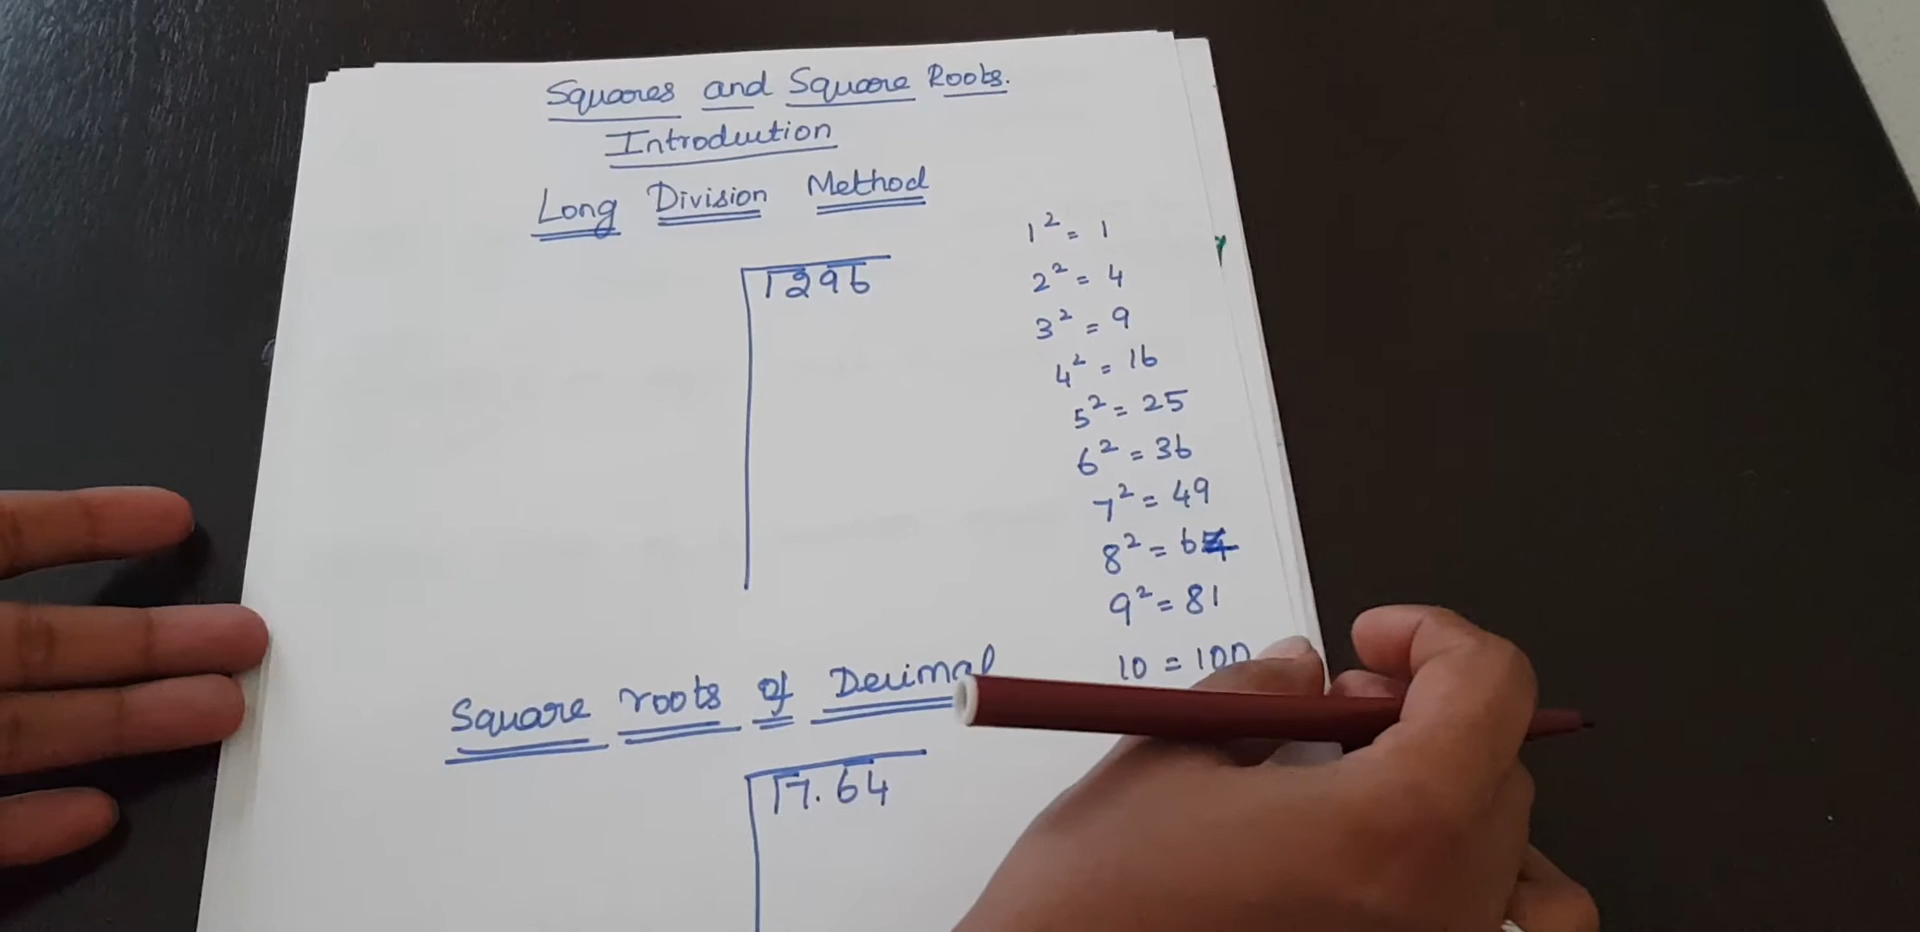 Squares and Square Roots.
Introduction
Long Division Method
1296
1² = 1
2² = 4
3² = 9
4² = 16
5² = 25
6² = 36
7² = 49
8² = 64
9² = 81
10 = 100
Square roots of Decimal
17.64